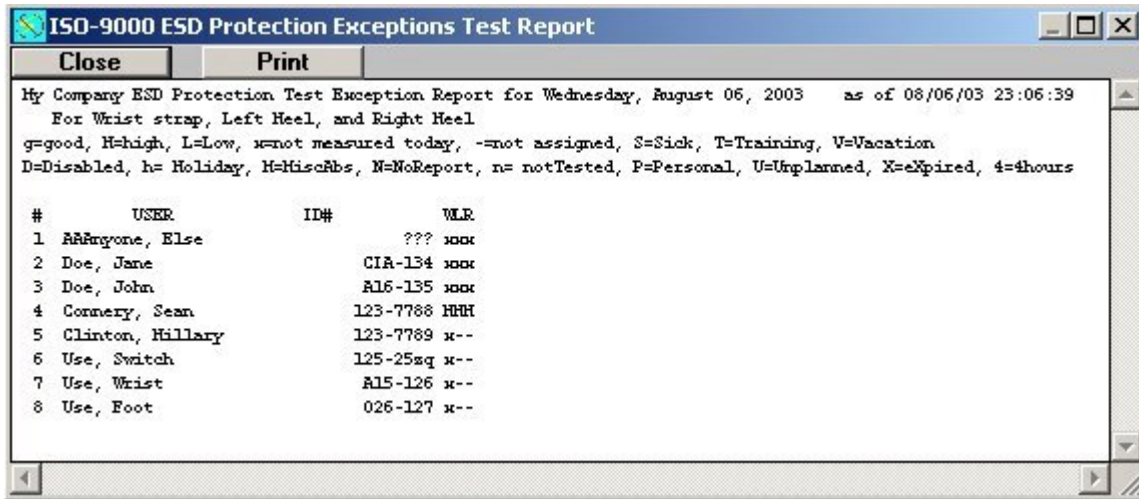 ISO-9000 ESD Protection Exceptions Test Report
Close Print
My Company ESD Protection Test Exception Report for Wednesday, August 06, 2003 as of 08/06/03 23:06:39
For Wrist strap, Left Heel, and Right Heel
g=good, H=high, L=Low, x=not measured today, -=not assigned, S=Sick, T=Training, V=Vacation
D=Disabled, h= Holiday, M=MiscAbs, N=NoReport, n= notTested, P=Personal, U=Unplanned, X=eXpired, 4=4hours
# USER ID# WLR
1 AAAnyone, Else ??? xxx
2 Doe, Jane CIA-134 xxx
3 Doe, John A16-135 xxx
4 Connery, Sean 123-7788 HHH
5 Clinton, Hillary 123-7789 x--
6 Use, Switch 125-25sq x--
7 Use, Wrist A15-126 x--
8 Use, Foot 026-127 x--